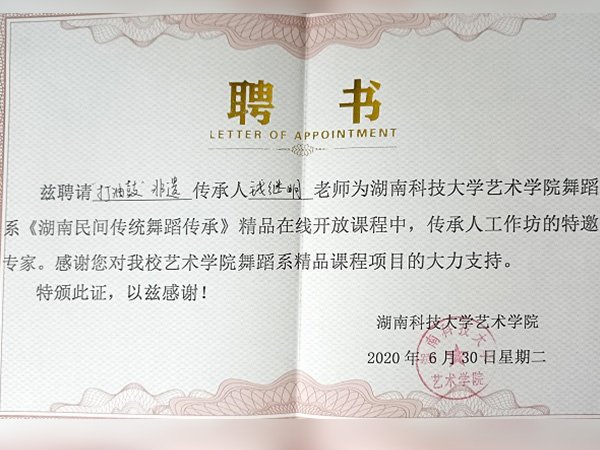 聘 书
LETTER OF APPOINTMENT
兹聘请打油鼓 非遗 传承人 老师为湖南科技大学艺术学院舞蹈
系《湖南民间传统舞蹈传承》精品在线开放课程中，传承人工作坊的特邀
专家。感谢您对我校艺术学院舞蹈系精品课程项目的大力支持。
特颁此证，以兹感谢！
湖南科技大学艺术学院
2020 年 6 月 30 日星期二
艺术学院